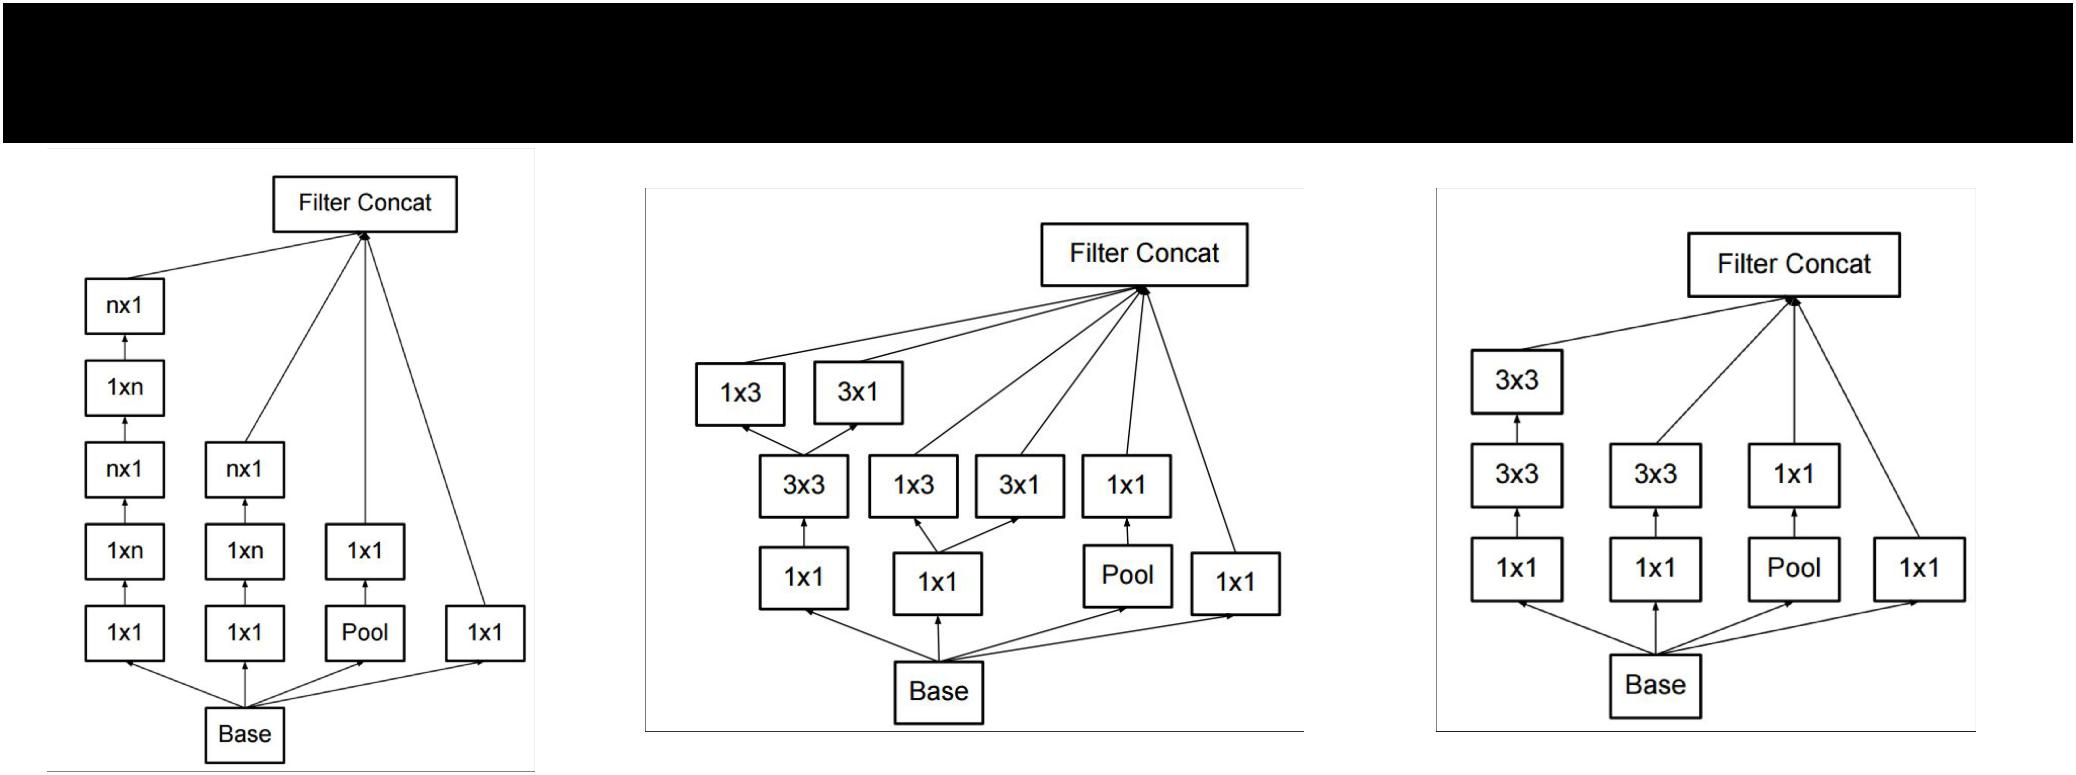 Filter Concat
nx1
1xn
nx1 nx1
1xn 1xn 1x1
1x1 1x1 Pool 1x1
Base
Filter Concat
1x3 3x1
3x3 1x3 3x1 1x1
1x1 1x1 Pool 1x1
Base
Filter Concat
3x3
3x3 3x3 1x1
1x1 1x1 Pool 1x1
Base